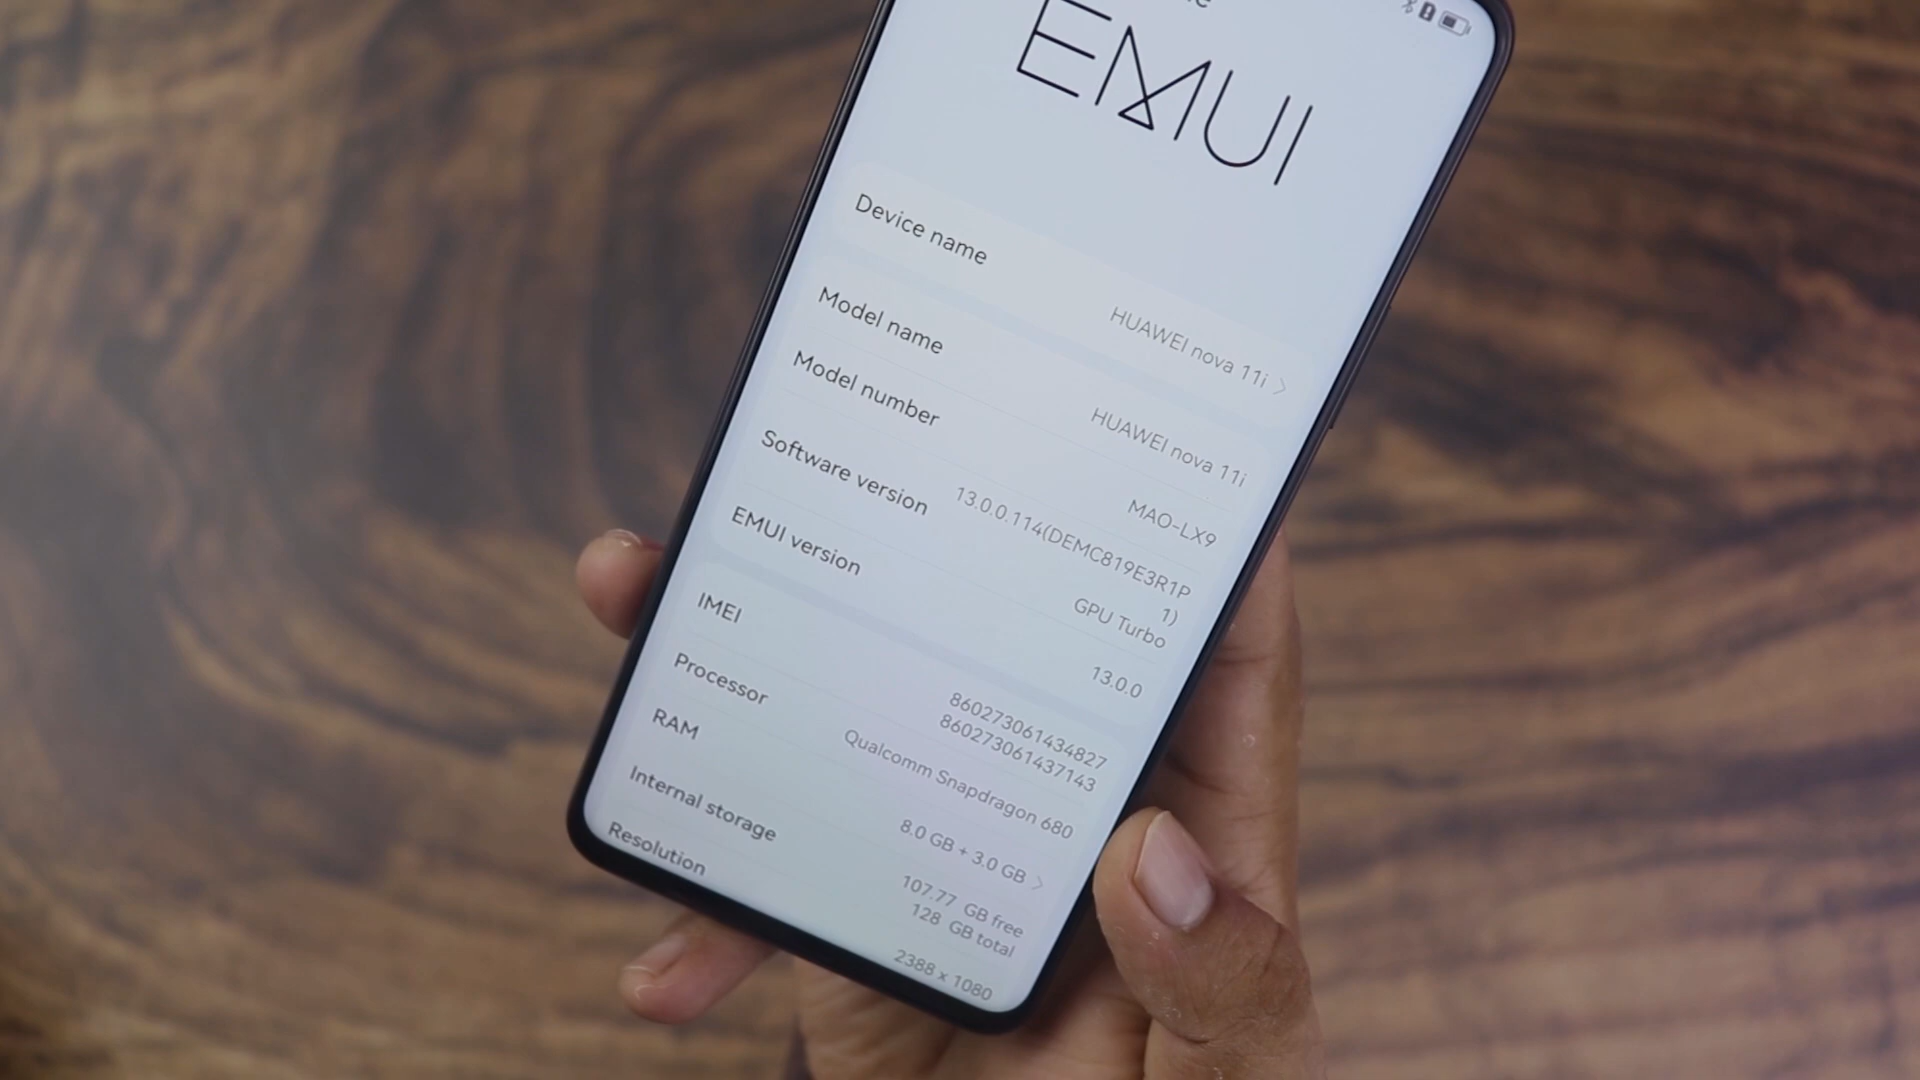 EMUI
Device name
HUAWEI nova 11i
Model name
HUAWEI nova 11i
Model number
MAO-LX9
Software version
13.0.0.114(DEMC819E3R1P
1)
GPU Turbo
EMUI version
13.0.0
IMEI
860273061434827
860273061437143
Processor
Qualcomm Snapdragon 680
RAM
8.0 GB + 3.0 GB
Internal storage
107.77 GB free
128 GB total
Resolution
2388 x 1080